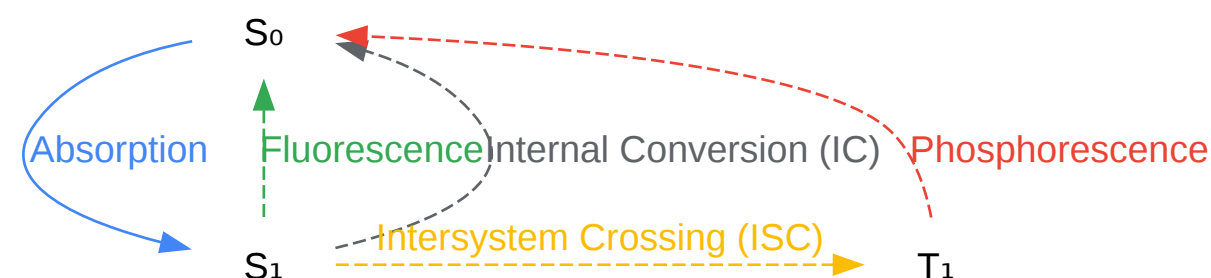 S₀
Absorption Fluorescence Internal Conversion (IC) Phosphorescence
Intersystem Crossing (ISC)
S₁ T₁